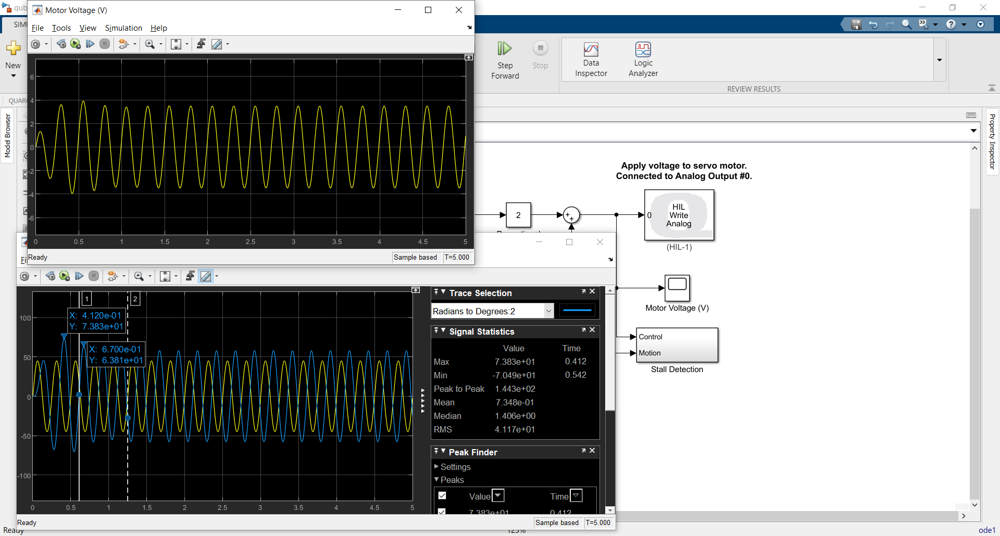 Motor Voltage (V)
File Tools View Simulation Help
qub
SIM
New
QUAR
Model Browser
6
4
2
0
-2
-4
-6
0 0.5 1 1.5 2 2.5 3 3.5 4 4.5 5
Ready
Sample based T=5.000
Step
Forward
Stop
Data
Inspector
Logic
Analyzer
REVIEW RESULTS
Property Inspector
Apply voltage to servo motor.
Connected to Analog Output #0.
2
0
HIL
Write
Analog
(HIL-1)
Motor Voltage (V)
Control
Motion
Stall Detection
Fi
1
2
X: 4.120e-01
Y: 7.383e+01
X: 6.700e-01
Y: 6.381e+01
100
50
0
-50
-100
0 0.5 1 1.5 2 2.5 3 3.5 4 4.5 5
Trace Selection
Radians to Degrees:2
Signal Statistics
Value Time
Max 7.383e+01 0.412
Min -7.049e+01 0.542
Peak to Peak 1.443e+02
Mean 7.348e-01
Median 1.406e+00
RMS 4.117e+01
Peak Finder
Settings
Peaks
Value Time
7.383e+01 0.412
Ready
Sample based T=5.000
Ready
125%
ode1